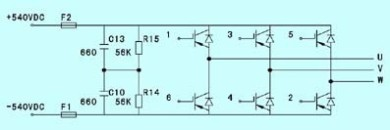 +540VDC F2
C13 R15 1 3 5
660 56K
U
V
W
C10 R14 6 4 2
660 56K
-540VDC F1